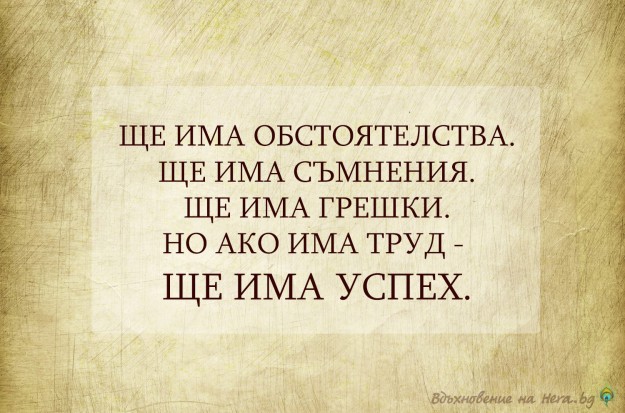 ЩЕ ИМА ОБСТОЯТЕЛСТВА.
ЩЕ ИМА СЪМНЕНИЯ.
ЩЕ ИМА ГРЕШКИ.
НО АКО ИМА ТРУД -
ЩЕ ИМА УСПЕХ.
Вдъхновение на Hera.bg